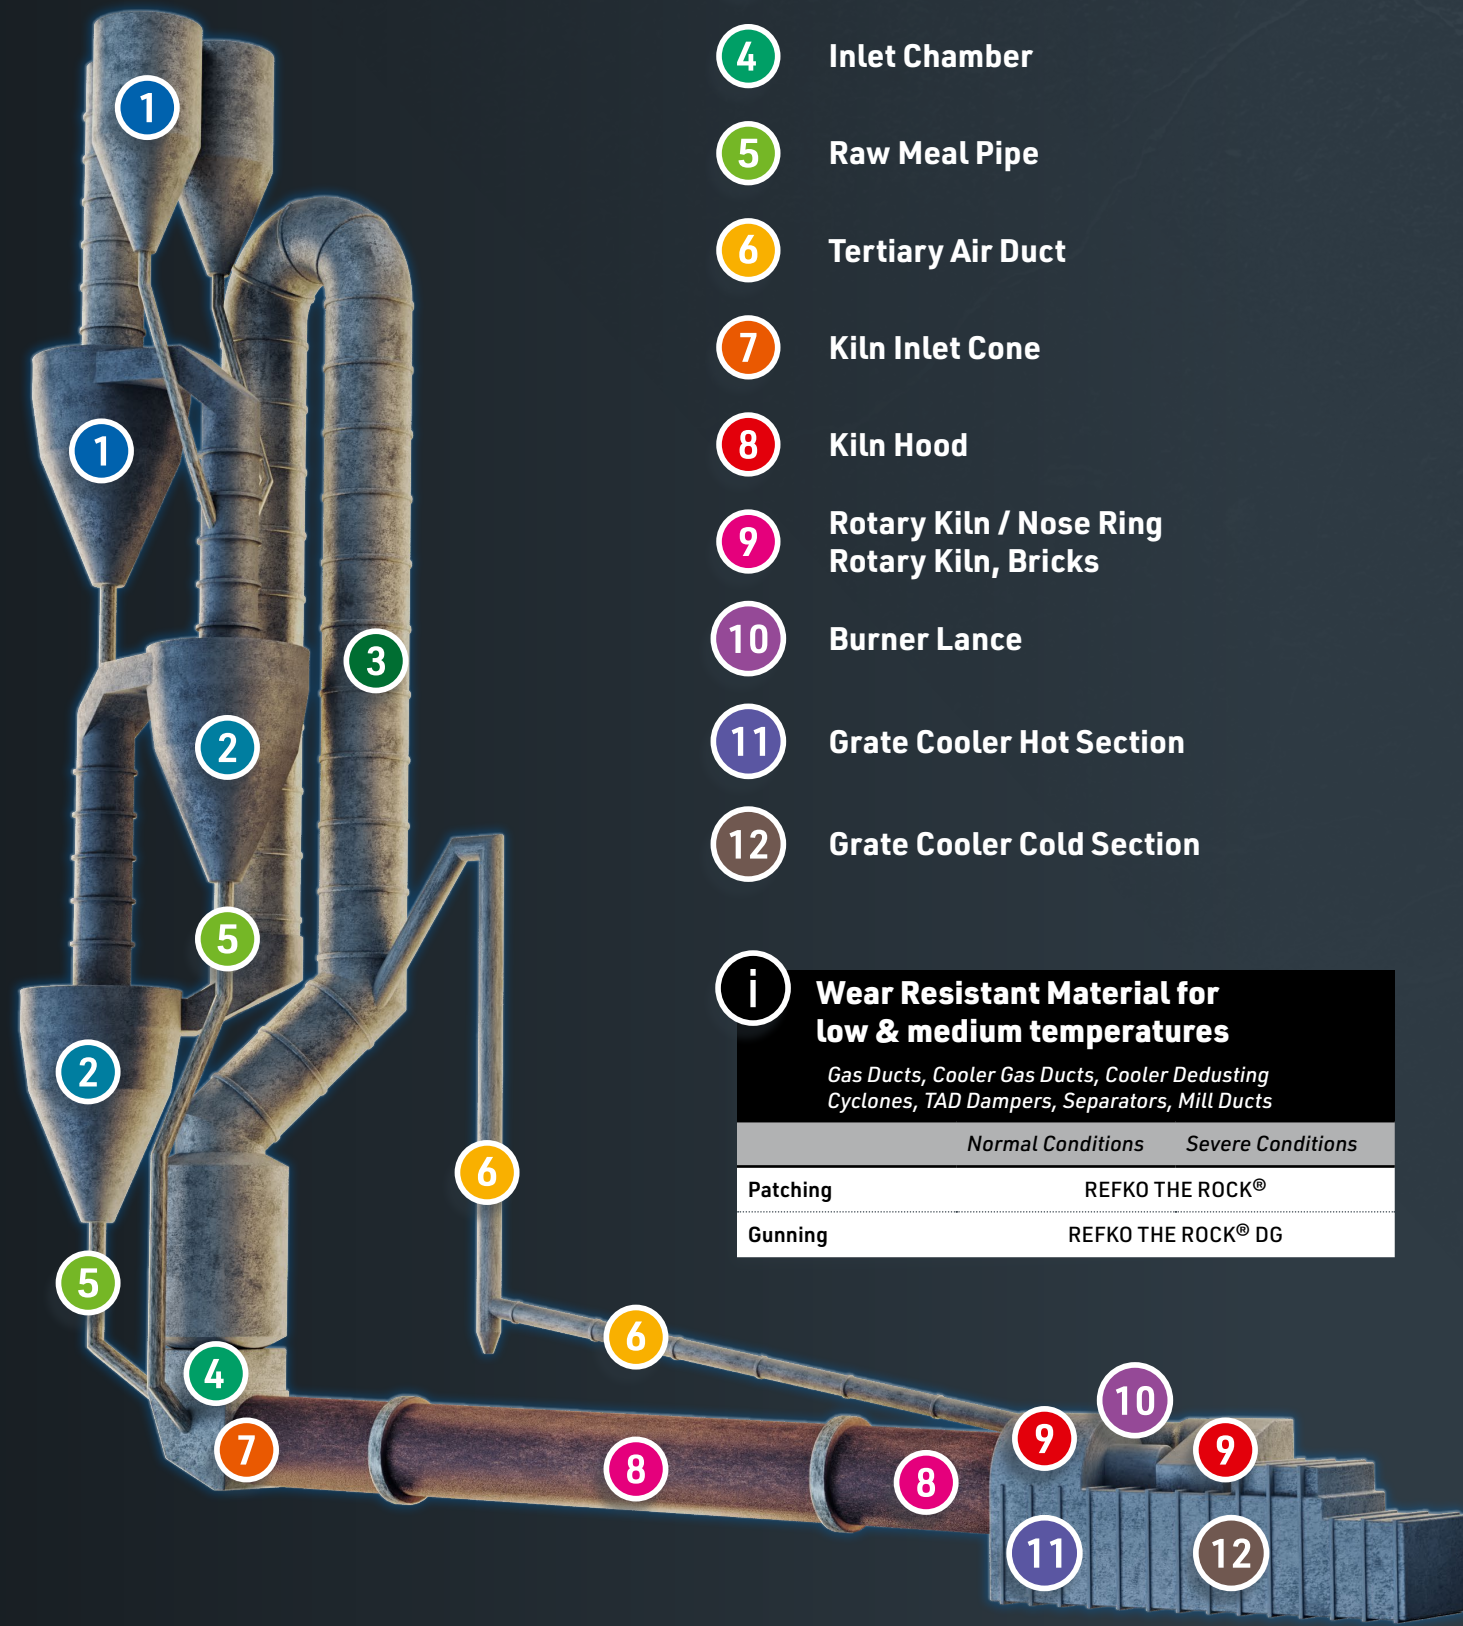 4 Inlet Chamber
5 Raw Meal Pipe
6 Tertiary Air Duct
7 Kiln Inlet Cone
8 Kiln Hood
9 Rotary Kiln / Nose Ring
Rotary Kiln, Bricks
10 Burner Lance
11 Grate Cooler Hot Section
12 Grate Cooler Cold Section
i
Wear Resistant Material for
low & medium temperatures
Gas Ducts, Cooler Gas Ducts, Cooler Dedusting
Cyclones, TAD Dampers, Separators, Mill Ducts
Normal Conditions Severe Conditions
Patching REFKO THE ROCK®
Gunning REFKO THE ROCK® DG
1
1
3
2
5
2
6
5
6
4
10
9
9
7
8
8
11
12